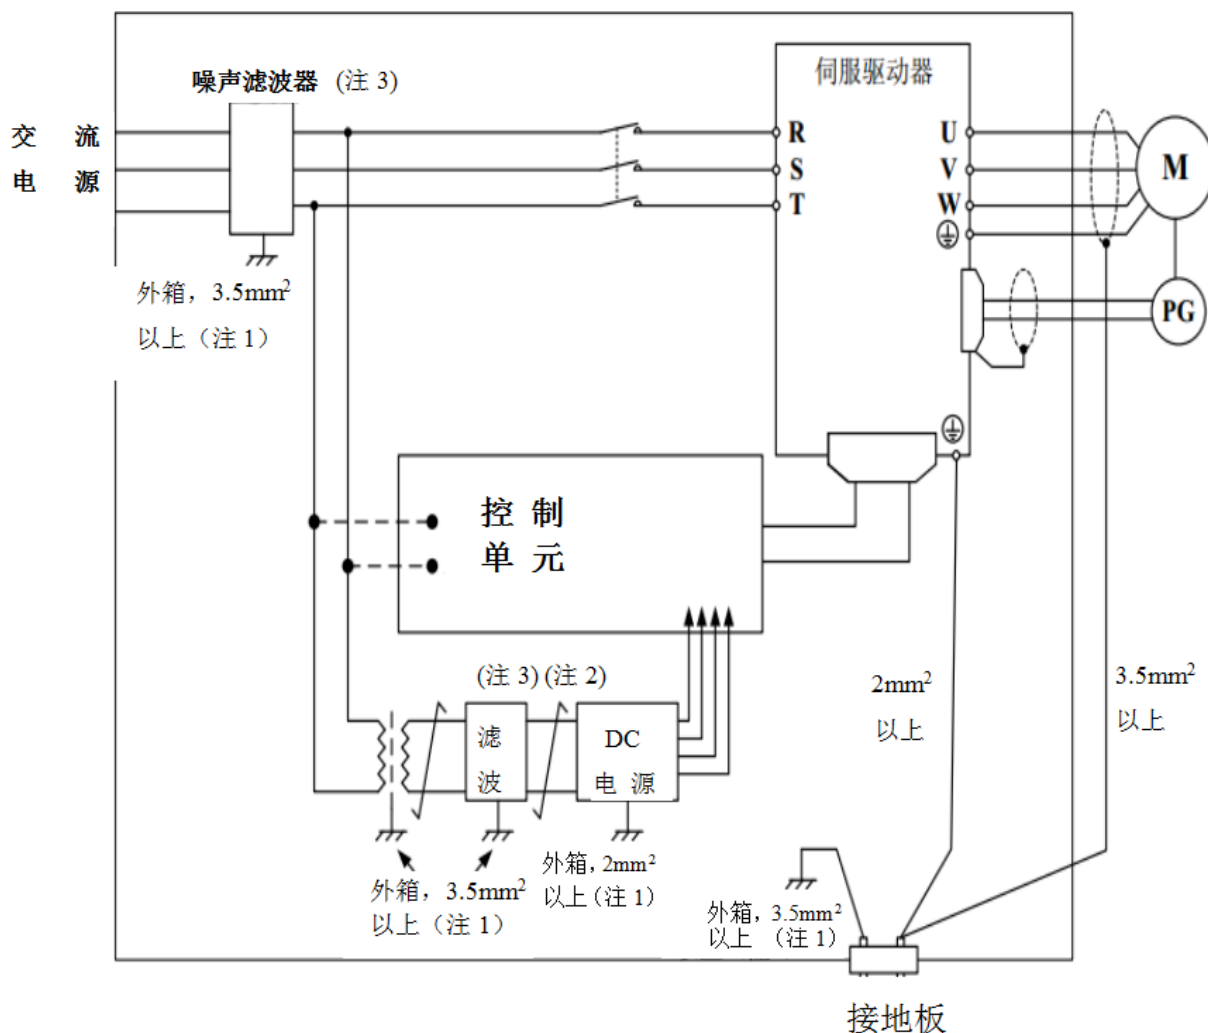 伺服驱动器
噪声滤波器 (注 3)
交 流
电 源
R
S
T
U
V
W
M
PG
外箱，3.5mm²
以上（注 1）
控 制
单 元
(注 3) (注 2)
滤
波
DC
电 源
2mm²
以上
3.5mm²
以上
外箱，3.5mm²
以上（注 1）
外箱，2mm²
以上（注 1）
外箱，3.5mm²
以上 （注 1）
接地板